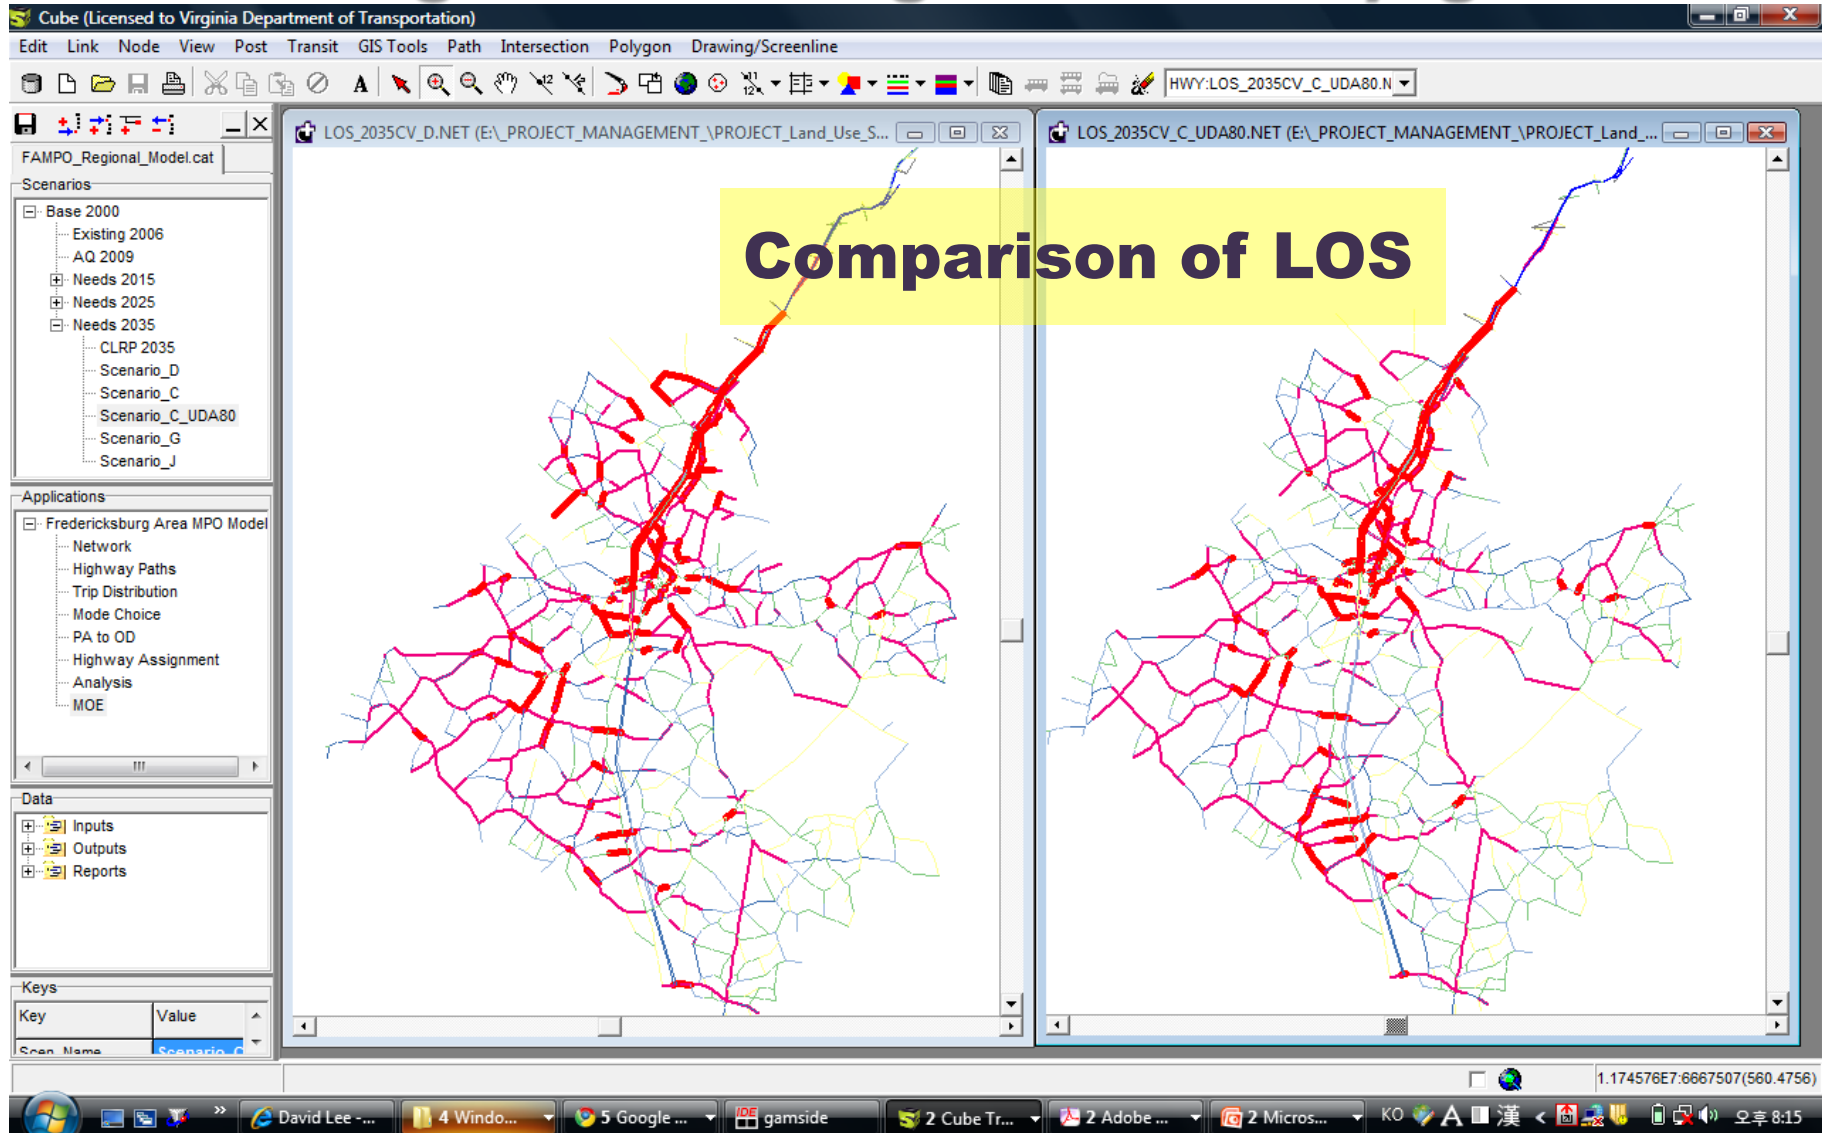 Cube (Licensed to Virginia Department of Transportation)
Edit Link Node View Post Transit GIS Tools Path Intersection Polygon Drawing/Screenline
HWY:LOS_2035CV_C_UDA80.N
FAMPO_Regional_Model.cat
Scenarios
Base 2000
Existing 2006
AQ 2009
Needs 2015
Needs 2025
Needs 2035
CLRP 2035
Scenario_D
Scenario_C
Scenario_C_UDA80
Scenario_G
Scenario_J
Applications
Fredericksburg Area MPO Model
Network
Highway Paths
Trip Distribution
Mode Choice
PA to OD
Highway Assignment
Analysis
MOE
Data
Inputs
Outputs
Reports
Keys
Key Value
Scen_Name Scenario_C
LOS_2035CV_D.NET (E:\_PROJECT_MANAGEMENT_\PROJECT_Land_Use_S...
LOS_2035CV_C_UDA80.NET (E:\_PROJECT_MANAGEMENT_\PROJECT_Land_...
Comparison of LOS
1.174576E7:6667507(560.4756)
David Lee -... 4 Windo... 5 Google ... gamside 2 Cube Tr... 2 Adobe ... 2 Micros... KO A 漢 오후 8:15